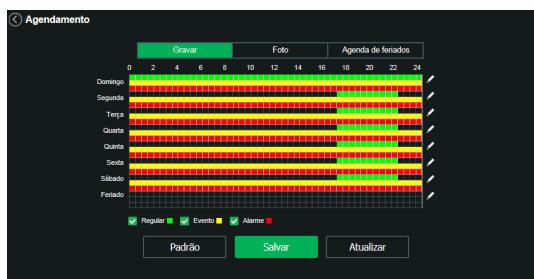 Agendamento
Gravar Foto Agenda de feriados
0 2 4 6 8 10 12 14 16 18 20 22 24
Domingo
Segunda
Terça
Quarta
Quinta
Sexta
Sábado
Feriado
Regular Evento Alarme
Padrão Salvar Atualizar